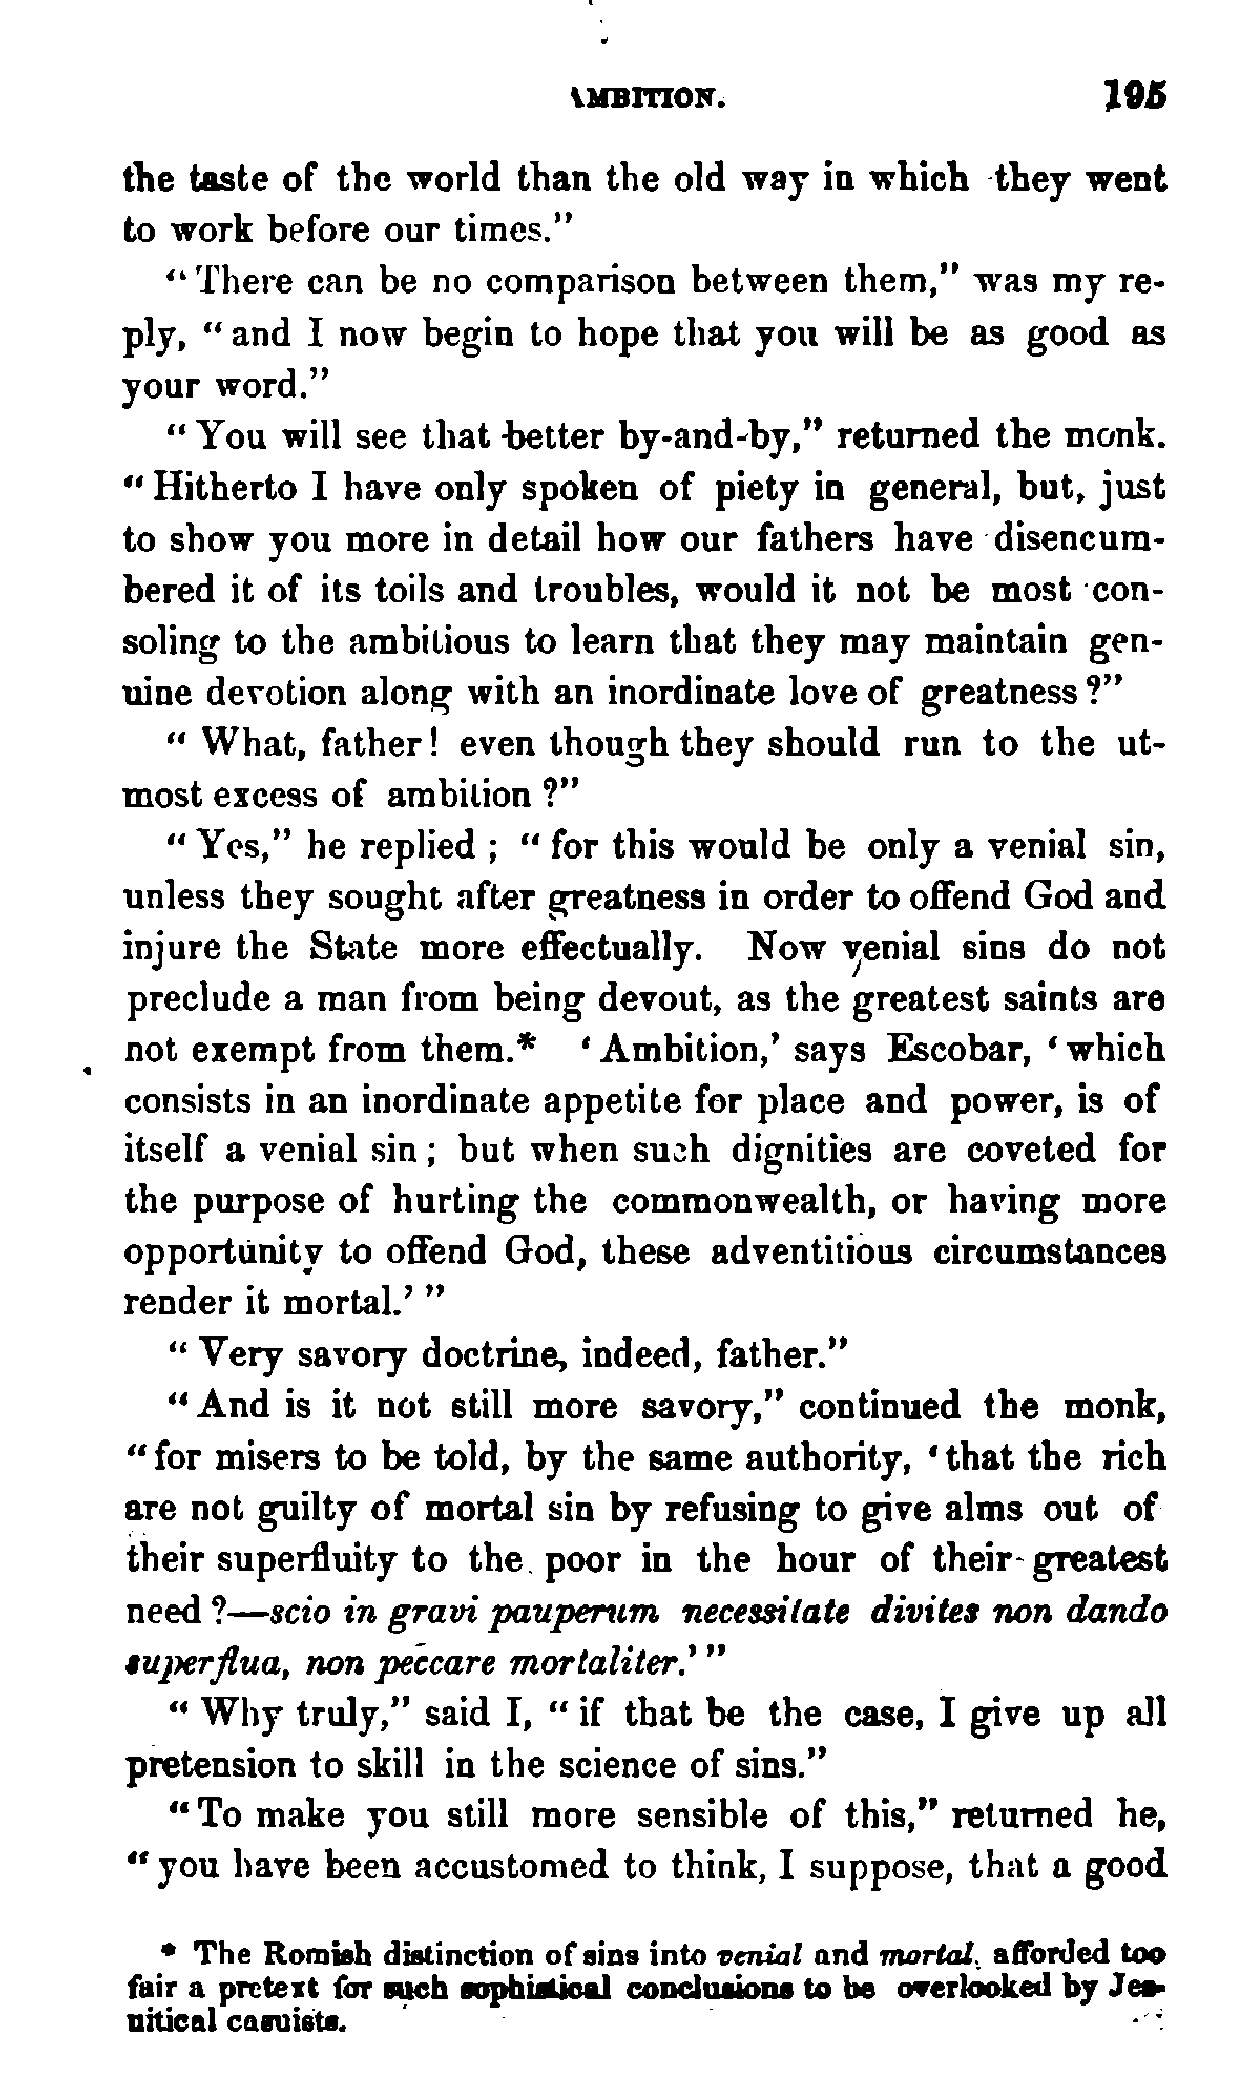 AMBITION. 195
the taste of the world than the old way in which they went
to work before our times."
"There can be no comparison between them," was my re-
ply, "and I now begin to hope that you will be as good as
your word."
"You will see that better by-and-by," returned the monk.
"Hitherto I have only spoken of piety in general, but, just
to show you more in detail how our fathers have disencum-
bered it of its toils and troubles, would it not be most con-
soling to the ambitious to learn that they may maintain gen-
uine devotion along with an inordinate love of greatness?"
"What, father! even though they should run to the ut-
most excess of ambition?"
"Yes," he replied; "for this would be only a venial sin,
unless they sought after greatness in order to offend God and
injure the State more effectually. Now venial sins do not
preclude a man from being devout, as the greatest saints are
not exempt from them.* 'Ambition,' says Escobar, 'which
consists in an inordinate appetite for place and power, is of
itself a venial sin; but when such dignities are coveted for
the purpose of hurting the commonwealth, or having more
opportunity to offend God, these adventitious circumstances
render it mortal.'"
"Very savory doctrine, indeed, father."
"And is it not still more savory," continued the monk,
"for misers to be told, by the same authority, 'that the rich
are not guilty of mortal sin by refusing to give alms out of
their superfluity to the poor in the hour of their greatest
need?—scio in gravi pauperum necessitate divites non dando
superflua, non peccare mortaliter.'"
"Why truly," said I, "if that be the case, I give up all
pretension to skill in the science of sins."
"To make you still more sensible of this," returned he,
"you have been accustomed to think, I suppose, that a good
* The Romish distinction of sins into venial and mortal, afforded too
fair a pretext for such sophistical conclusions to be overlooked by Jes-
uitical casuists.